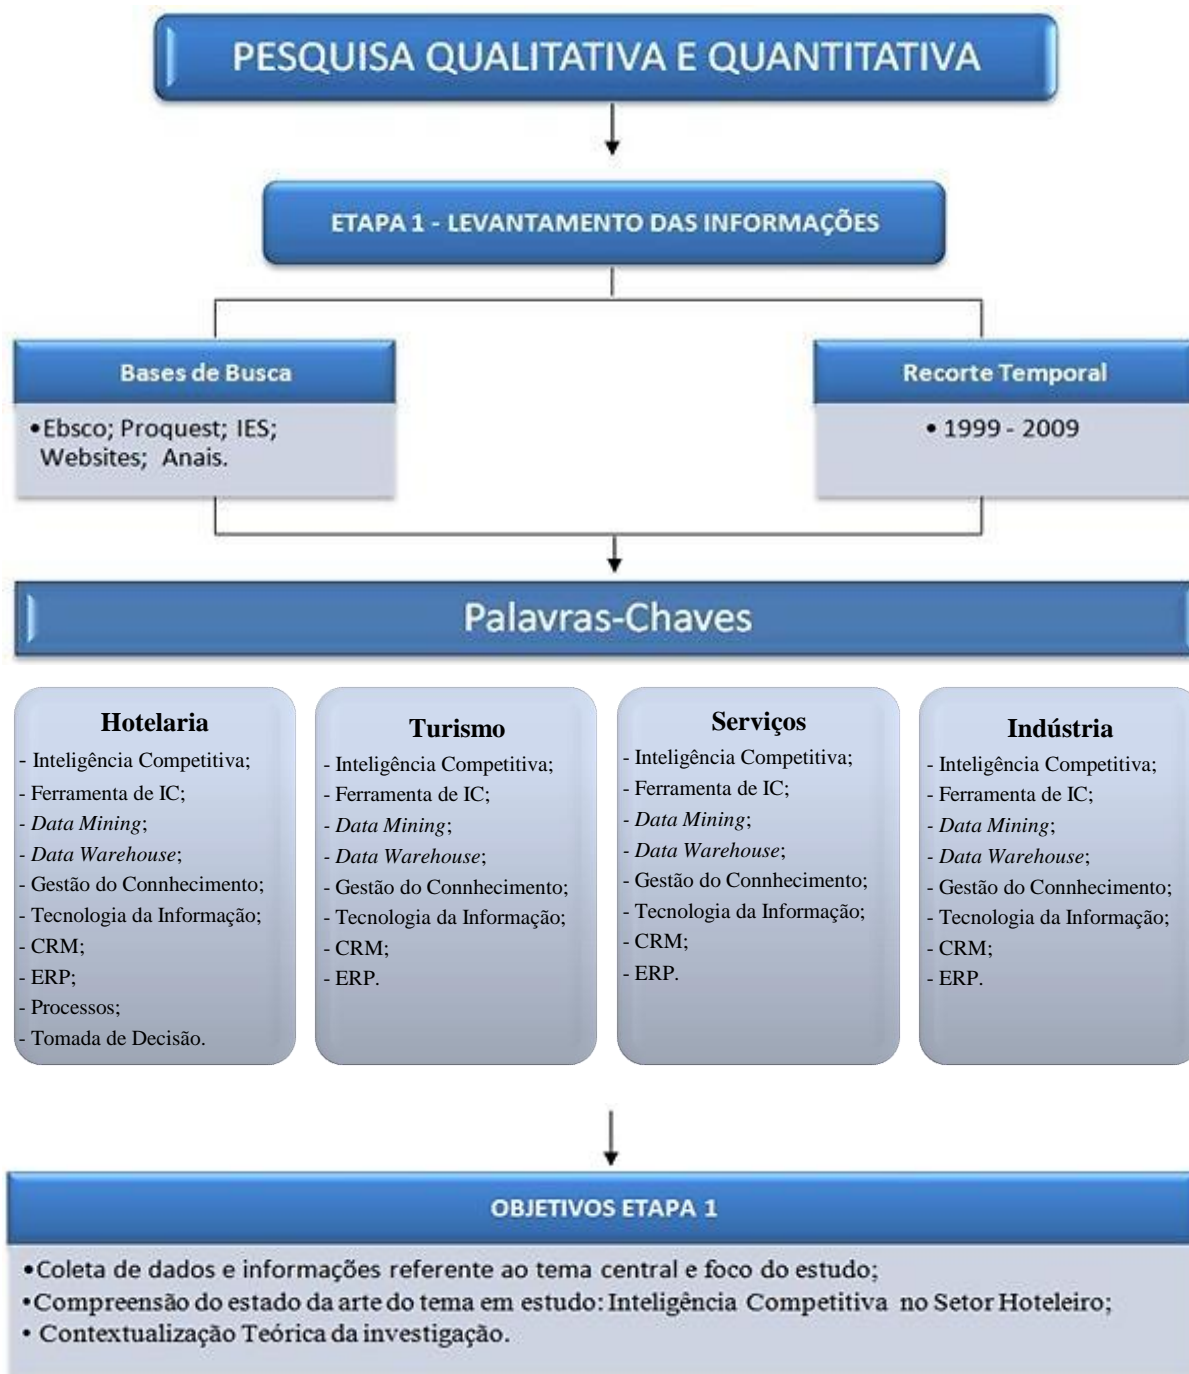 PESQUISA QUALITATIVA E QUANTITATIVA
ETAPA 1 - LEVANTAMENTO DAS INFORMAÇÕES
Bases de Busca
•Ebsco; Proquest; IES;
Websites; Anais.
Recorte Temporal
• 1999 - 2009
Palavras-Chaves
Hotelaria
- Inteligência Competitiva;
- Ferramenta de IC;
- Data Mining;
- Data Warehouse;
- Gestão do Connhecimento;
- Tecnologia da Informação;
- CRM;
- ERP;
- Processos;
- Tomada de Decisão.
Turismo
- Inteligência Competitiva;
- Ferramenta de IC;
- Data Mining;
- Data Warehouse;
- Gestão do Connhecimento;
- Tecnologia da Informação;
- CRM;
- ERP.
Serviços
- Inteligência Competitiva;
- Ferramenta de IC;
- Data Mining;
- Data Warehouse;
- Gestão do Connhecimento;
- Tecnologia da Informação;
- CRM;
- ERP.
Indústria
- Inteligência Competitiva;
- Ferramenta de IC;
- Data Mining;
- Data Warehouse;
- Gestão do Connhecimento;
- Tecnologia da Informação;
- CRM;
- ERP.
OBJETIVOS ETAPA 1
•Coleta de dados e informações referente ao tema central e foco do estudo;
•Compreensão do estado da arte do tema em estudo: Inteligência Competitiva no Setor Hoteleiro;
• Contextualização Teórica da investigação.